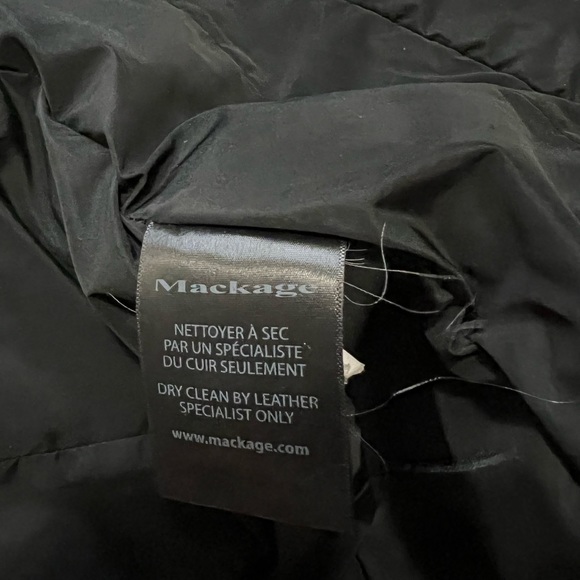 Mackage
NETTOYER À SEC
PAR UN SPÉCIALISTE
DU CUIR SEULEMENT
DRY CLEAN BY LEATHER
SPECIALIST ONLY
www.mackage.com